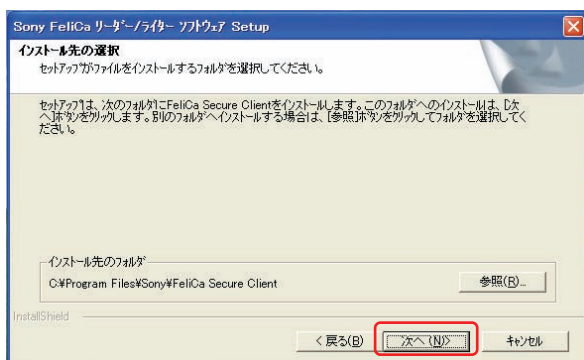 Sony FeliCa リーダー/ライター ソフトウェア Setup
インストール先の選択
セットアップがファイルをインストールするフォルダを選択してください。
セットアップは、次のフォルダにFeliCa Secure Clientをインストールします。このフォルダへのインストールは、[次
へ]ボタンをクリックします。別のフォルダへインストールする場合は、[参照]ボタンをクリックしてフォルダを選択してく
ださい。
インストール先のフォルダ
C:¥Program Files¥Sony¥FeliCa Secure Client
参照(R)...
InstallShield
< 戻る(B)
次へ(N)>
キャンセル